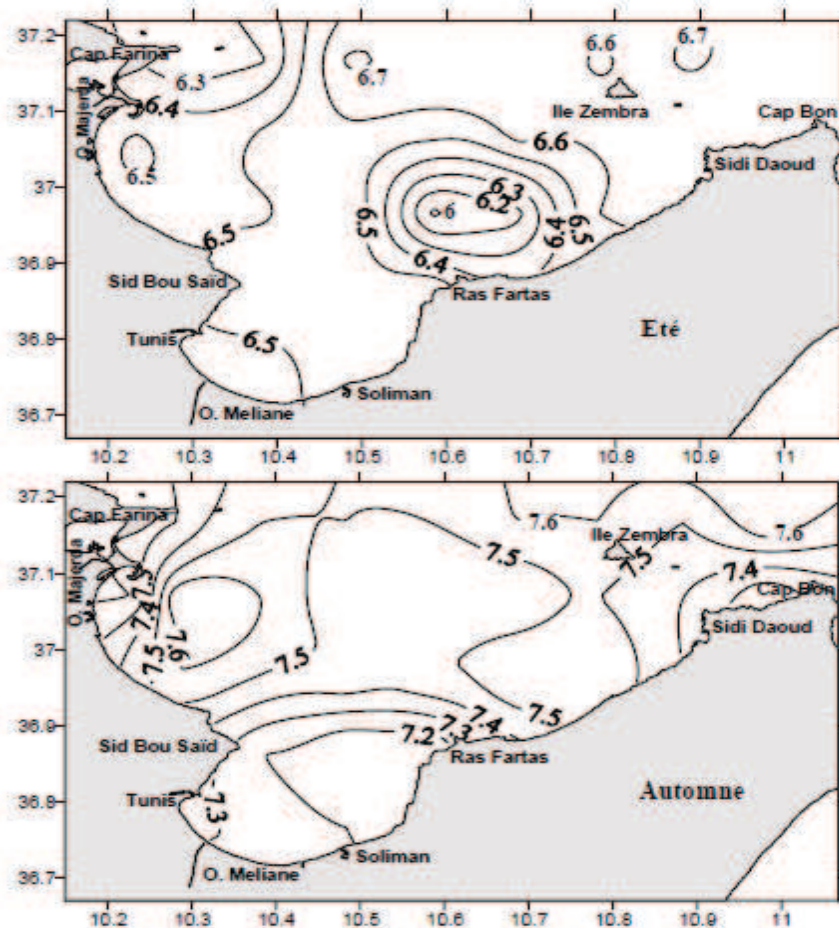 37.2
Cap Farina
6.3
6.7
6.6
6.7
37.1
6.4
Ile Zembra
Cap Bon
O. Majerda
6.6
Sidi Daoud
37
6.5
6.3
6.2
6
6.5
6.4
6.5
6.5
36.9
6.4
Sid Bou Saïd
Ras Fartas
36.8
Tunis
6.5
Eté
Soliman
36.7
O. Meliane
10.2 10.3 10.4 10.5 10.6 10.7 10.8 10.9 11
37.2
Cap Farina
7.6
Ile Zembra
7.6
7.5
7.5
37.1
7.5
7.4
Cap Bon
O. Majerda
7.4
Sidi Daoud
37
7.5
7.6
7.5
7.5
36.9
7.2
7.3
7.4
Sid Bou Saïd
Ras Fartas
36.8
Tunis
7.3
Automne
Soliman
36.7
O. Meliane
10.2 10.3 10.4 10.5 10.6 10.7 10.8 10.9 11